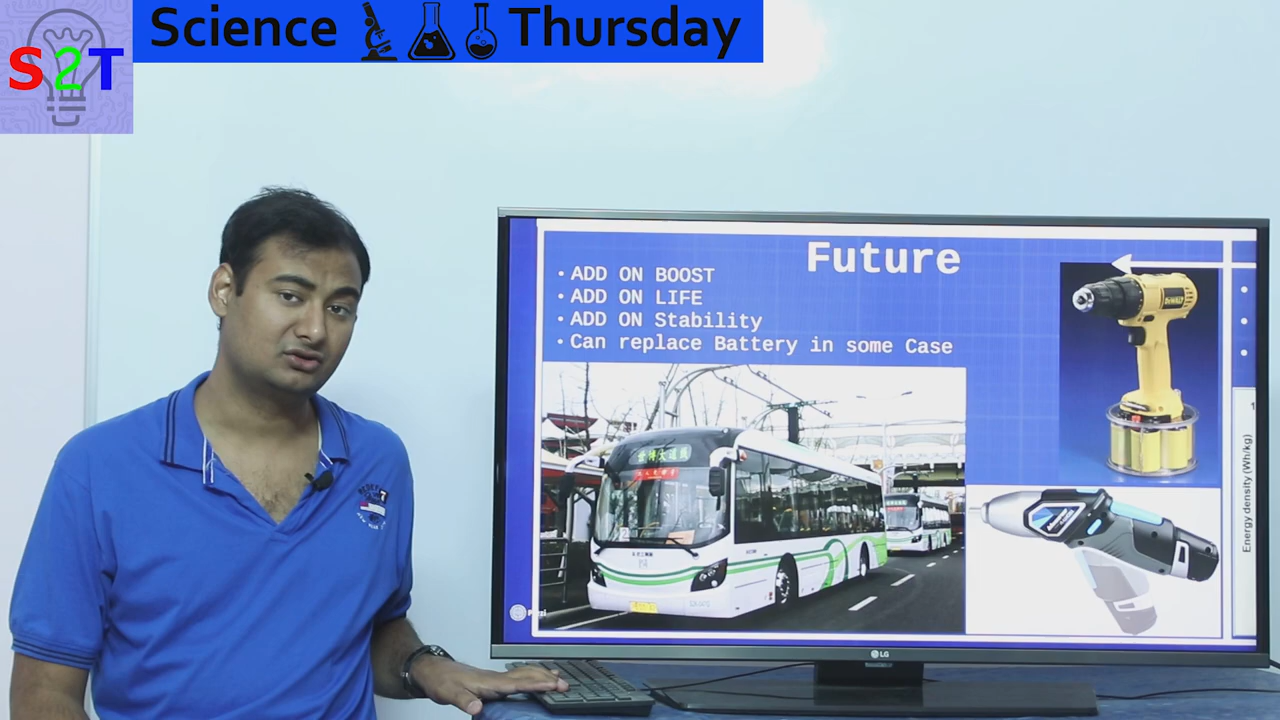 Science Thursday
S2T
Future
• ADD ON BOOST
• ADD ON LIFE
• ADD ON Stability
• Can replace Battery in some Case
DEWALT
Energy density (Wh/kg)
LG